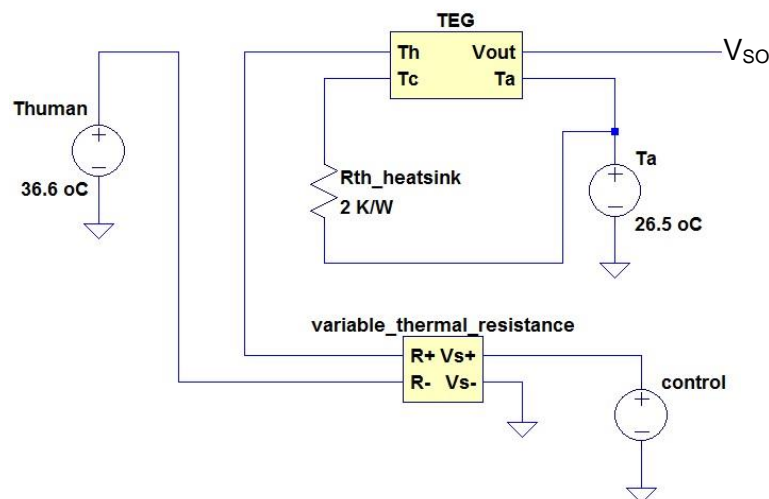 TEG
Th Vout
Tc Ta
V_SO
Thuman
+
−
36.6 oC
Rth_heatsink
2 K/W
Ta
+
−
26.5 oC
variable_thermal_resistance
R+ Vs+
R- Vs-
control
+
−